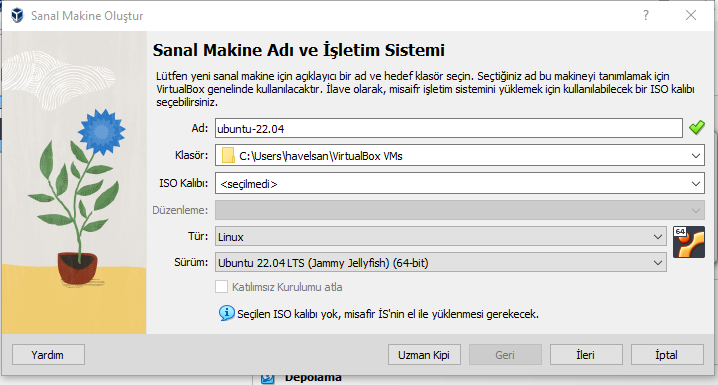 Sanal Makine Oluştur
Sanal Makine Adı ve İşletim Sistemi
Lütfen yeni sanal makine için açıklayıcı bir ad ve hedef klasör seçin. Seçtiğiniz ad bu makineyi tanımlamak için
VirtualBox genelinde kullanılacaktır. İlave olarak, misaifr işletim sistemini yüklemek için kullanılabilecek bir ISO kalıbı
seçebilirsiniz.
Ad: ubuntu-22.04
Klasör: C:\Users\havelsan\VirtualBox VMs
ISO Kalıbı: <seçilmedi>
Düzenleme:
Tür: Linux
64
Sürüm: Ubuntu 22.04 LTS (Jammy Jellyfish) (64-bit)
Katılımsız Kurulumu atla
Seçilen ISO kalıbı yok, misafir İS'nin el ile yüklenmesi gerekecek.
Yardım Uzman Kipi Geri İleri İptal
Depolama